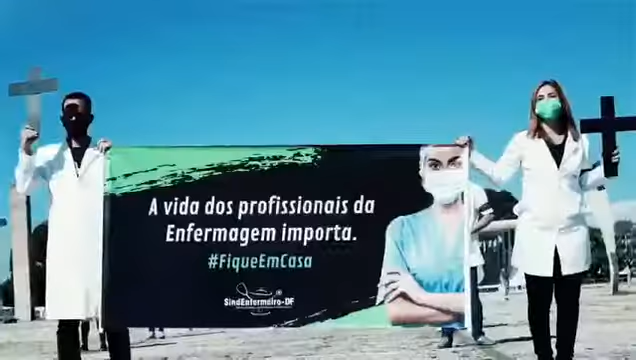 A vida dos profissionais da
Enfermagem importa.
#FiqueEmCasa
SindEnfermeiro-DF